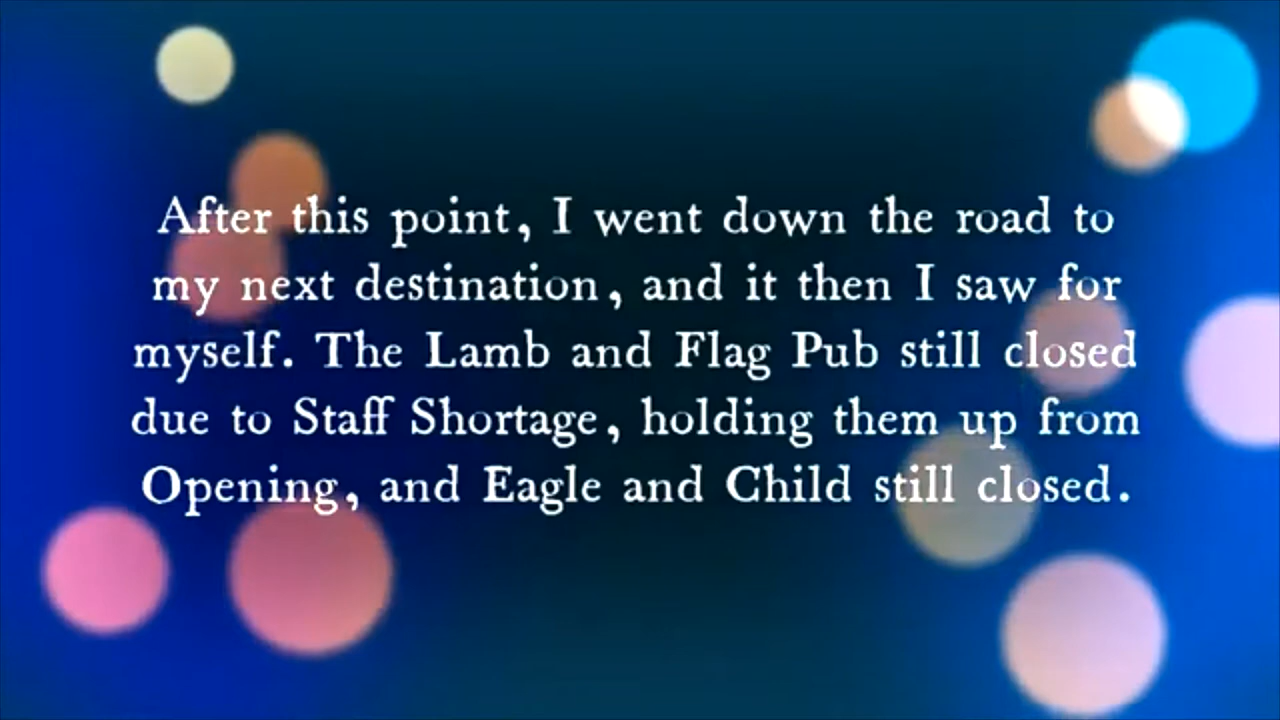 After this point, I went down the road to
my next destination, and it then I saw for
myself. The Lamb and Flag Pub still closed
due to Staff Shortage, holding them up from
Opening, and Eagle and Child still closed.